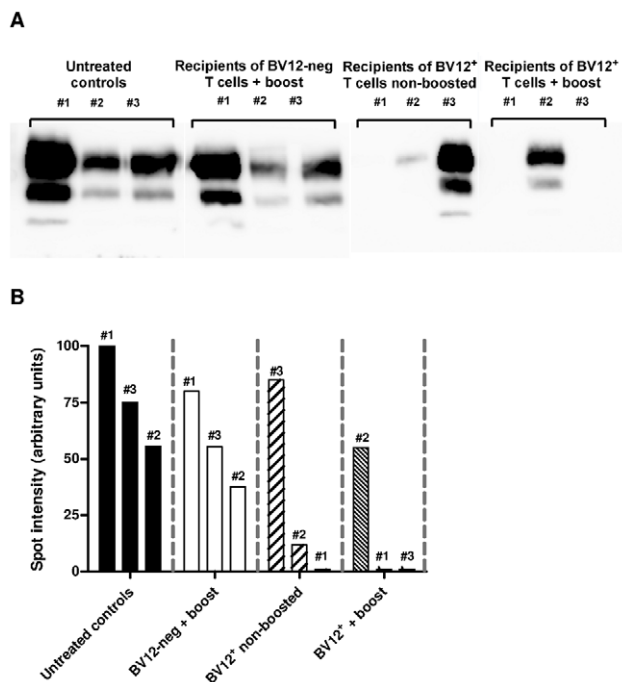 A
Untreated
controls
#1 #2 #3
Recipients of BV12-neg
T cells + boost
#1 #2 #3
Recipients of BV12⁺
T cells non-boosted
#1 #2 #3
Recipients of BV12⁺
T cells + boost
#1 #2 #3
B
Spot intensity (arbitrary units)
100
75
50
25
0
#1
#3
#2
#1
#3
#2
#3
#2
#1
#2
#1 #3
Untreated controls
BV12-neg + boost
BV12⁺ non-boosted
BV12⁺ + boost